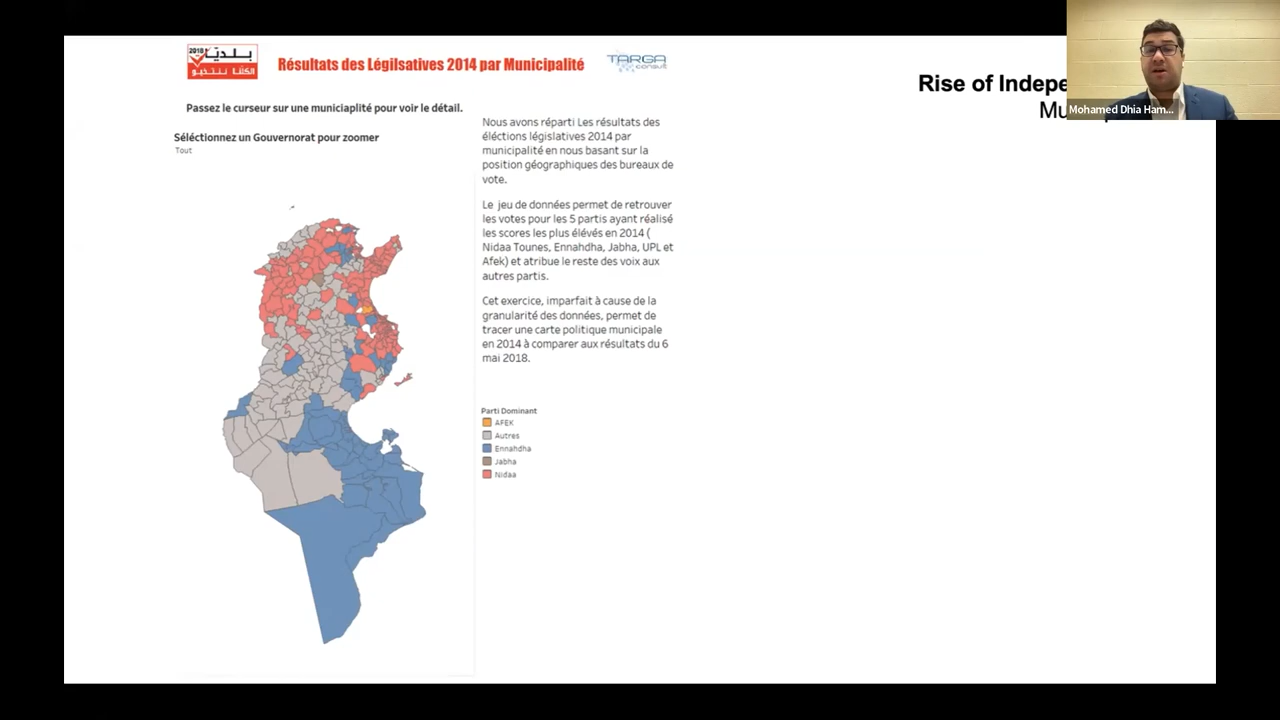 2018
بلديّة
Résultats des Légilsatives 2014 par Municipalité
TARGA
consult
Rise of Indepe
Mu
Mohamed Dhia Ham...
Passez le curseur sur une municiaplité pour voir le détail.
Séléctionnez un Gouvernorat pour zoomer
Tout
Nous avons réparti Les résultats des
éléctions législatives 2014 par
municipalité en nous basant sur la
position géographiques des bureaux de
vote.
Le jeu de données permet de retrouver
les votes pour les 5 partis ayant réalisé
les scores les plus élévés en 2014 (
Nidaa Tounes, Ennahdha, Jabha, UPL et
Afek) et atribue le reste des voix aux
autres partis.
Cet exercice, imparfait à cause de la
granularité des données, permet de
tracer une carte politique municipale
en 2014 à comparer aux résultats du 6
mai 2018.
Parti Dominant
AFEK
Autres
Ennahdha
Jabha
Nidaa